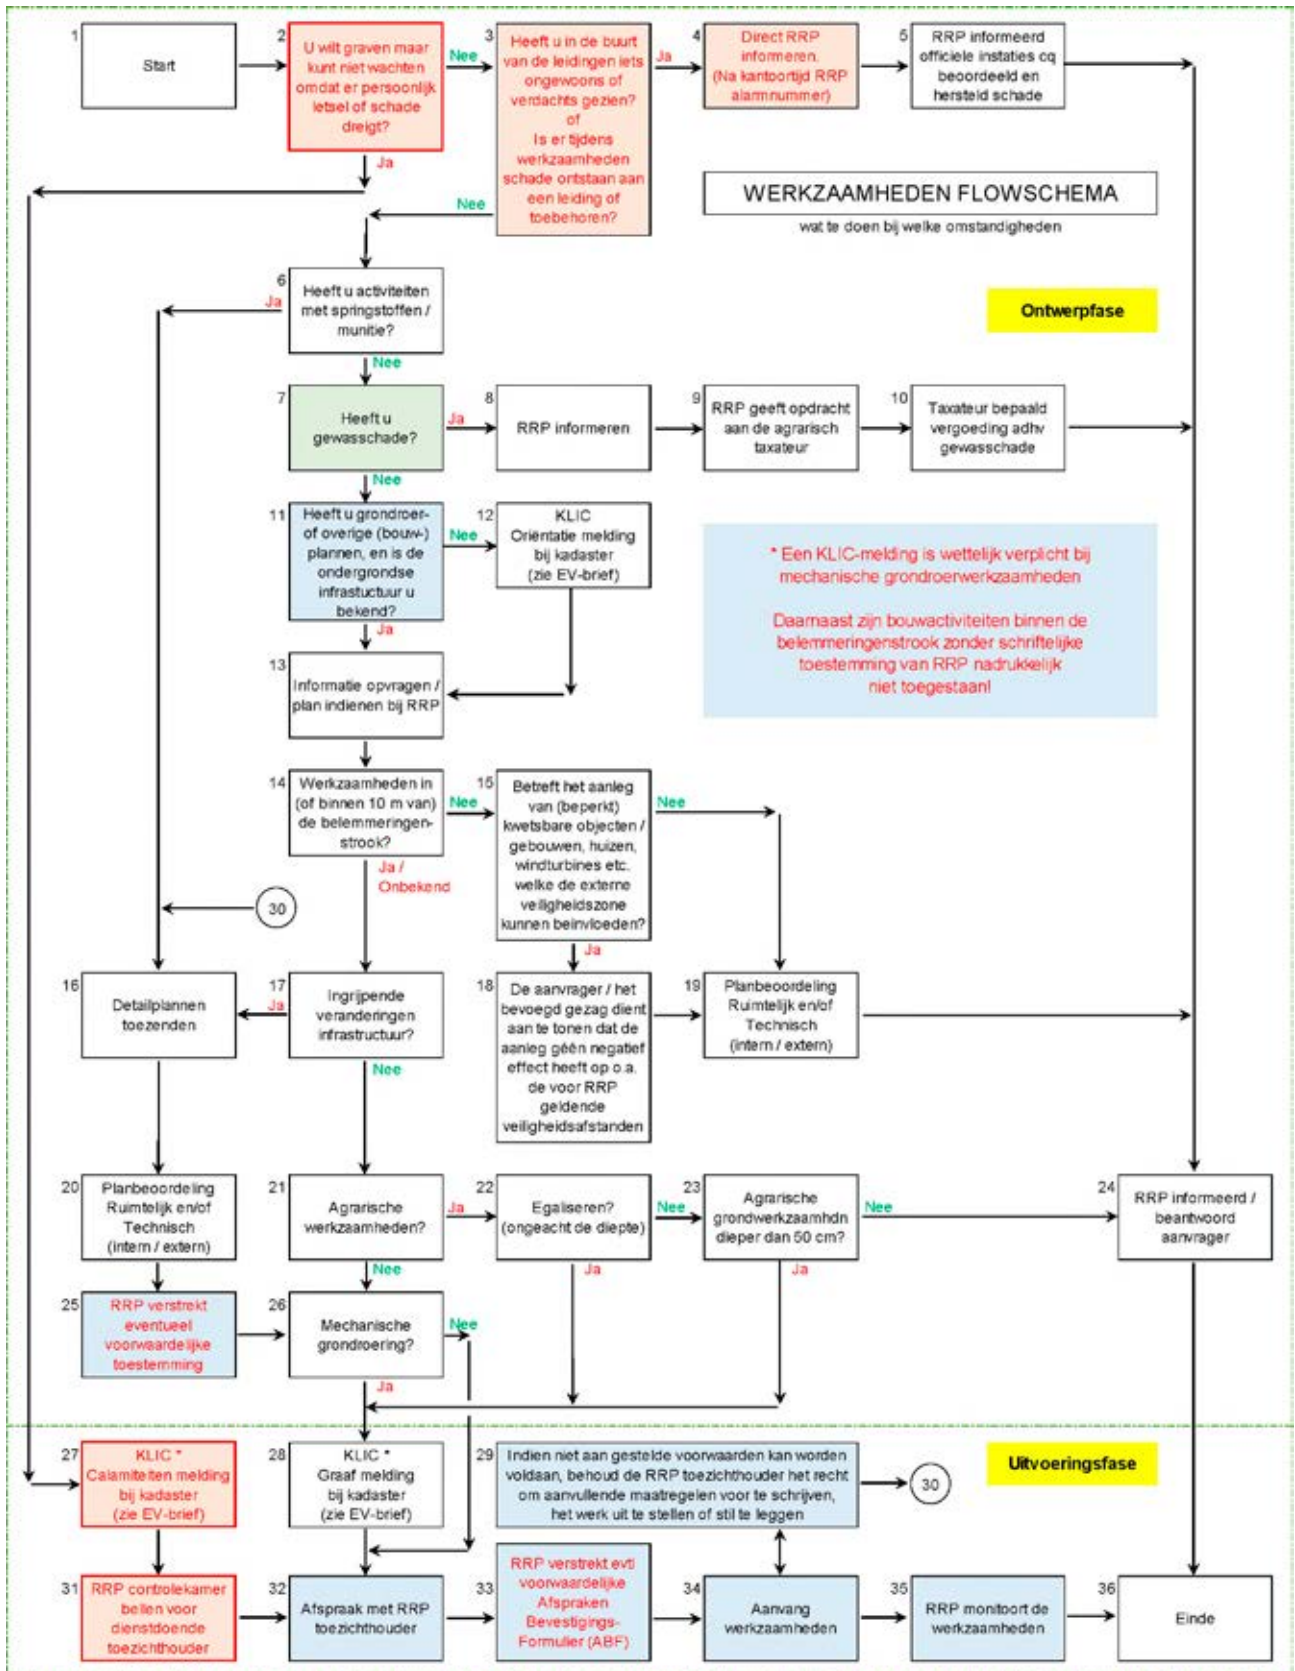 1
Start
2
U wilt graven maar
kunt niet wachten
omdat er persoonlijk
letsel of schade
dreigt?
Nee
Ja
3
Heeft u in de buurt
van de leidingen iets
ongewoons of
verdachts gezien?
of
Is er tijdens
werkzaamheden
schade ontstaan aan
een leiding of
toebehoren?
Ja
Nee
4
Direct RRP
informeren.
(Na kantoortijd RRP
alarmnummer)
5
RRP informeerd
officiele instaties cq
beoordeeld en
hersteld schade
WERKZAAMHEDEN FLOWSCHEMA
wat te doen bij welke omstandigheden
6
Heeft u activiteiten
met springstoffen /
munitie?
Ja
Nee
Ontwerpfase
7
Heeft u
gewasschade?
Ja
Nee
8
RRP informeren
9
RRP geeft opdracht
aan de agrarisch
taxateur
10
Taxateur bepaald
vergoeding adhv
gewasschade
11
Heeft u grondroer-
of overige (bouw-)
plannen, en is de
ondergrondse
infrastuctuur u
bekend?
Nee
Ja
12
KLIC
Oriëntatie melding
bij kadaster
(zie EV-brief)
* Een KLIC-melding is wettelijk verplicht bij
mechanische grondroerwerkzaamheden
Daarnaast zijn bouwactiviteiten binnen de
belemmeringenstrook zonder schriftelijke
toestemming van RRP nadrukkelijk
niet toegestaan!
13
Informatie opvragen /
plan indienen bij RRP
14
Werkzaamheden in
(of binnen 10 m van)
de belemmeringen-
strook?
Nee
Ja /
Onbekend
15
Betreft het aanleg
van (beperkt)
kwetsbare objecten /
gebouwen, huizen,
windturbines etc.
welke de externe
veiligheidszone
kunnen beinvloeden?
Nee
Ja
30
16
Detailplannen
toezenden
17
Ingrijpende
veranderingen
infrastructuur?
Ja
Nee
18
De aanvrager / het
bevoegd gezag dient
aan te tonen dat de
aanleg géén negatief
effect heeft op o.a.
de voor RRP
geldende
veiligheidsafstanden
19
Planbeoordeling
Ruimtelijk en/of
Technisch
(intern / extern)
20
Planbeoordeling
Ruimtelijk en/of
Technisch
(intern / extern)
21
Agrarische
werkzaamheden?
Ja
Nee
22
Egaliseren?
(ongeacht de diepte)
Nee
Ja
23
Agrarische
grondwerkzaamhdn
dieper dan 50 cm?
Nee
Ja
24
RRP informeerd /
beantwoord
aanvrager
25
RRP verstrekt
eventueel
voorwaardelijke
toestemming
26
Mechanische
grondroering?
Nee
Ja
27
KLIC *
Calamiteiten melding
bij kadaster
(zie EV-brief)
28
KLIC *
Graaf melding
bij kadaster
(zie EV-brief)
29
Indien niet aan gestelde voorwaarden kan worden
voldaan, behoud de RRP toezichthouder het recht
om aanvullende maatregelen voor te schrijven,
het werk uit te stellen of stil te leggen
30
Uitvoeringsfase
31
RRP controlekamer
bellen voor
dienstdoende
toezichthouder
32
Afspraak met RRP
toezichthouder
33
RRP verstrekt evtl
voorwaardelijke
Afspraken
Bevestigings-
Formulier (ABF)
34
Aanvang
werkzaamheden
35
RRP monitoort de
werkzaamheden
36
Einde